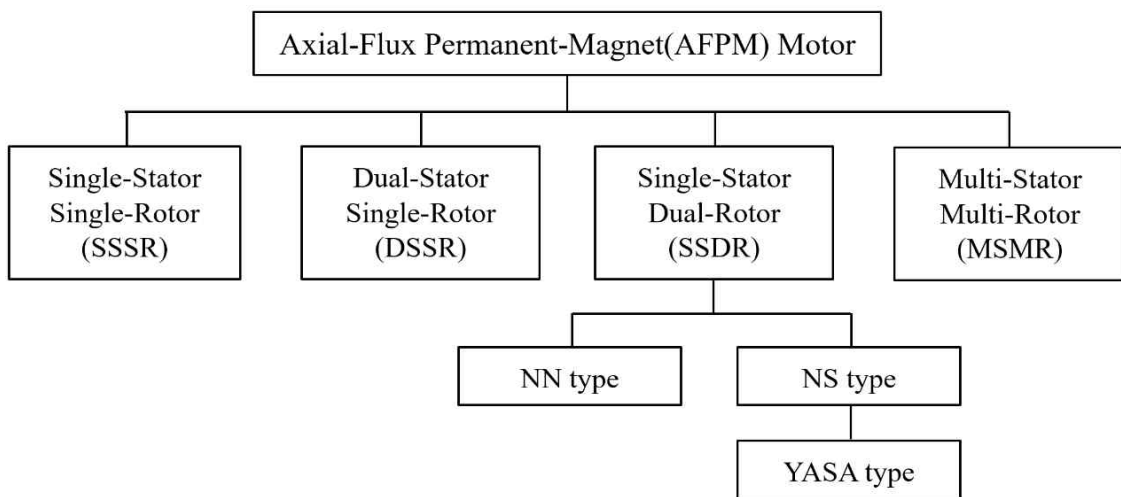 Axial-Flux Permanent-Magnet(AFPM) Motor
Single-Stator
Single-Rotor
(SSSR)
Dual-Stator
Single-Rotor
(DSSR)
Single-Stator
Dual-Rotor
(SSDR)
Multi-Stator
Multi-Rotor
(MSMR)
NN type
NS type
YASA type